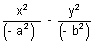 x²/(-a²) - y²/(-b²)